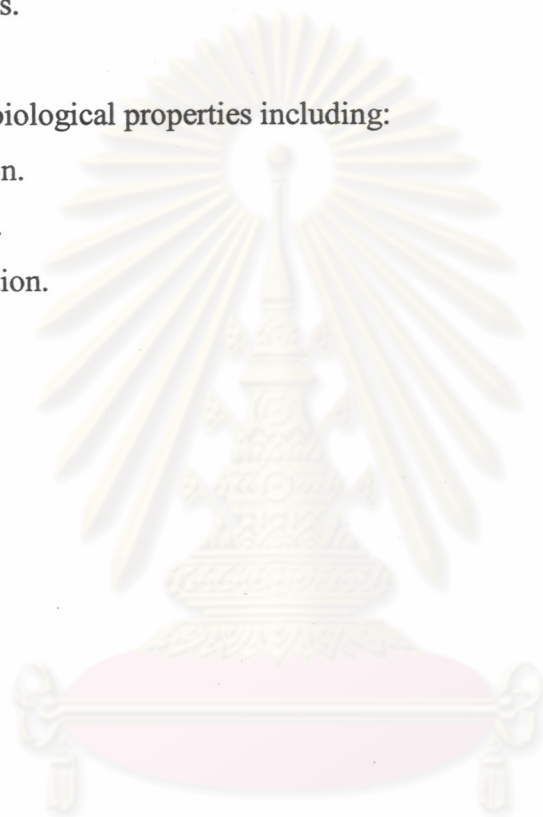 s.
biological properties including:
n.
.
ion.